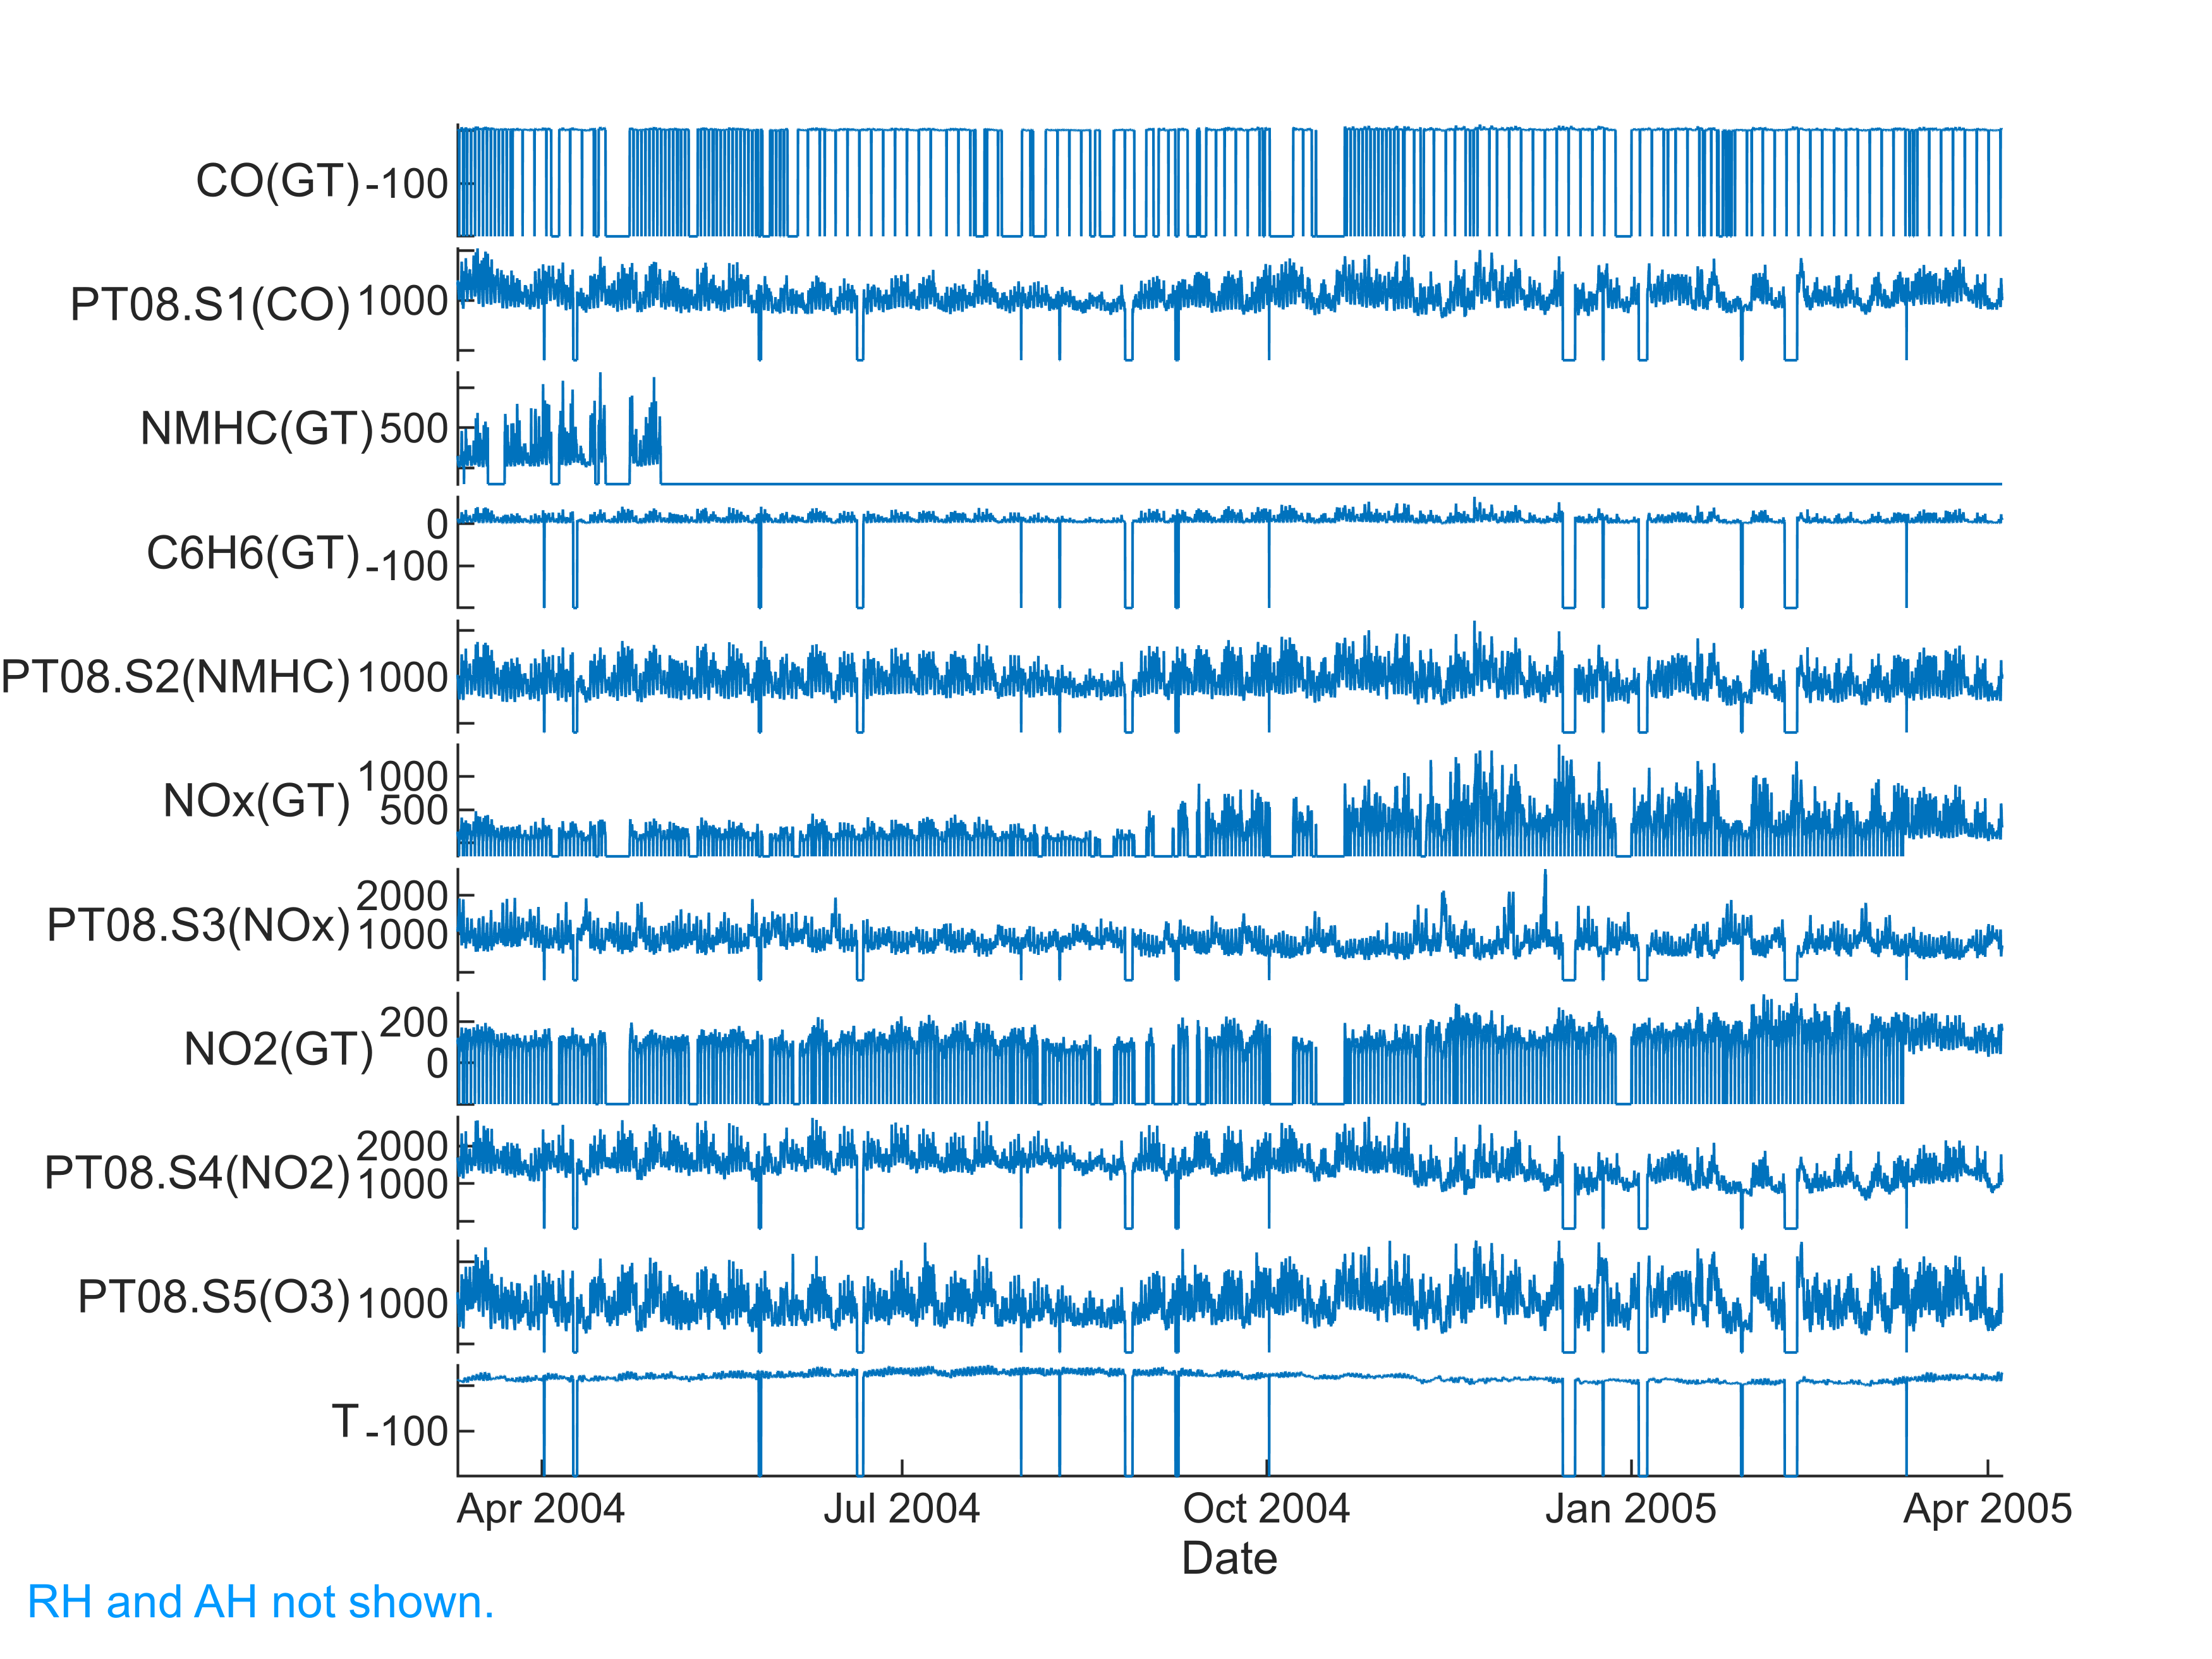 CO(GT) -100
PT08.S1(CO) 1000
NMHC(GT) 500
0
C6H6(GT) -100
PT08.S2(NMHC) 1000
1000
NOx(GT) 500
2000
PT08.S3(NOx) 1000
200
NO2(GT) 0
2000
PT08.S4(NO2) 1000
PT08.S5(O3) 1000
T -100
Apr 2004 Jul 2004 Oct 2004 Jan 2005 Apr 2005
Date
RH and AH not shown.